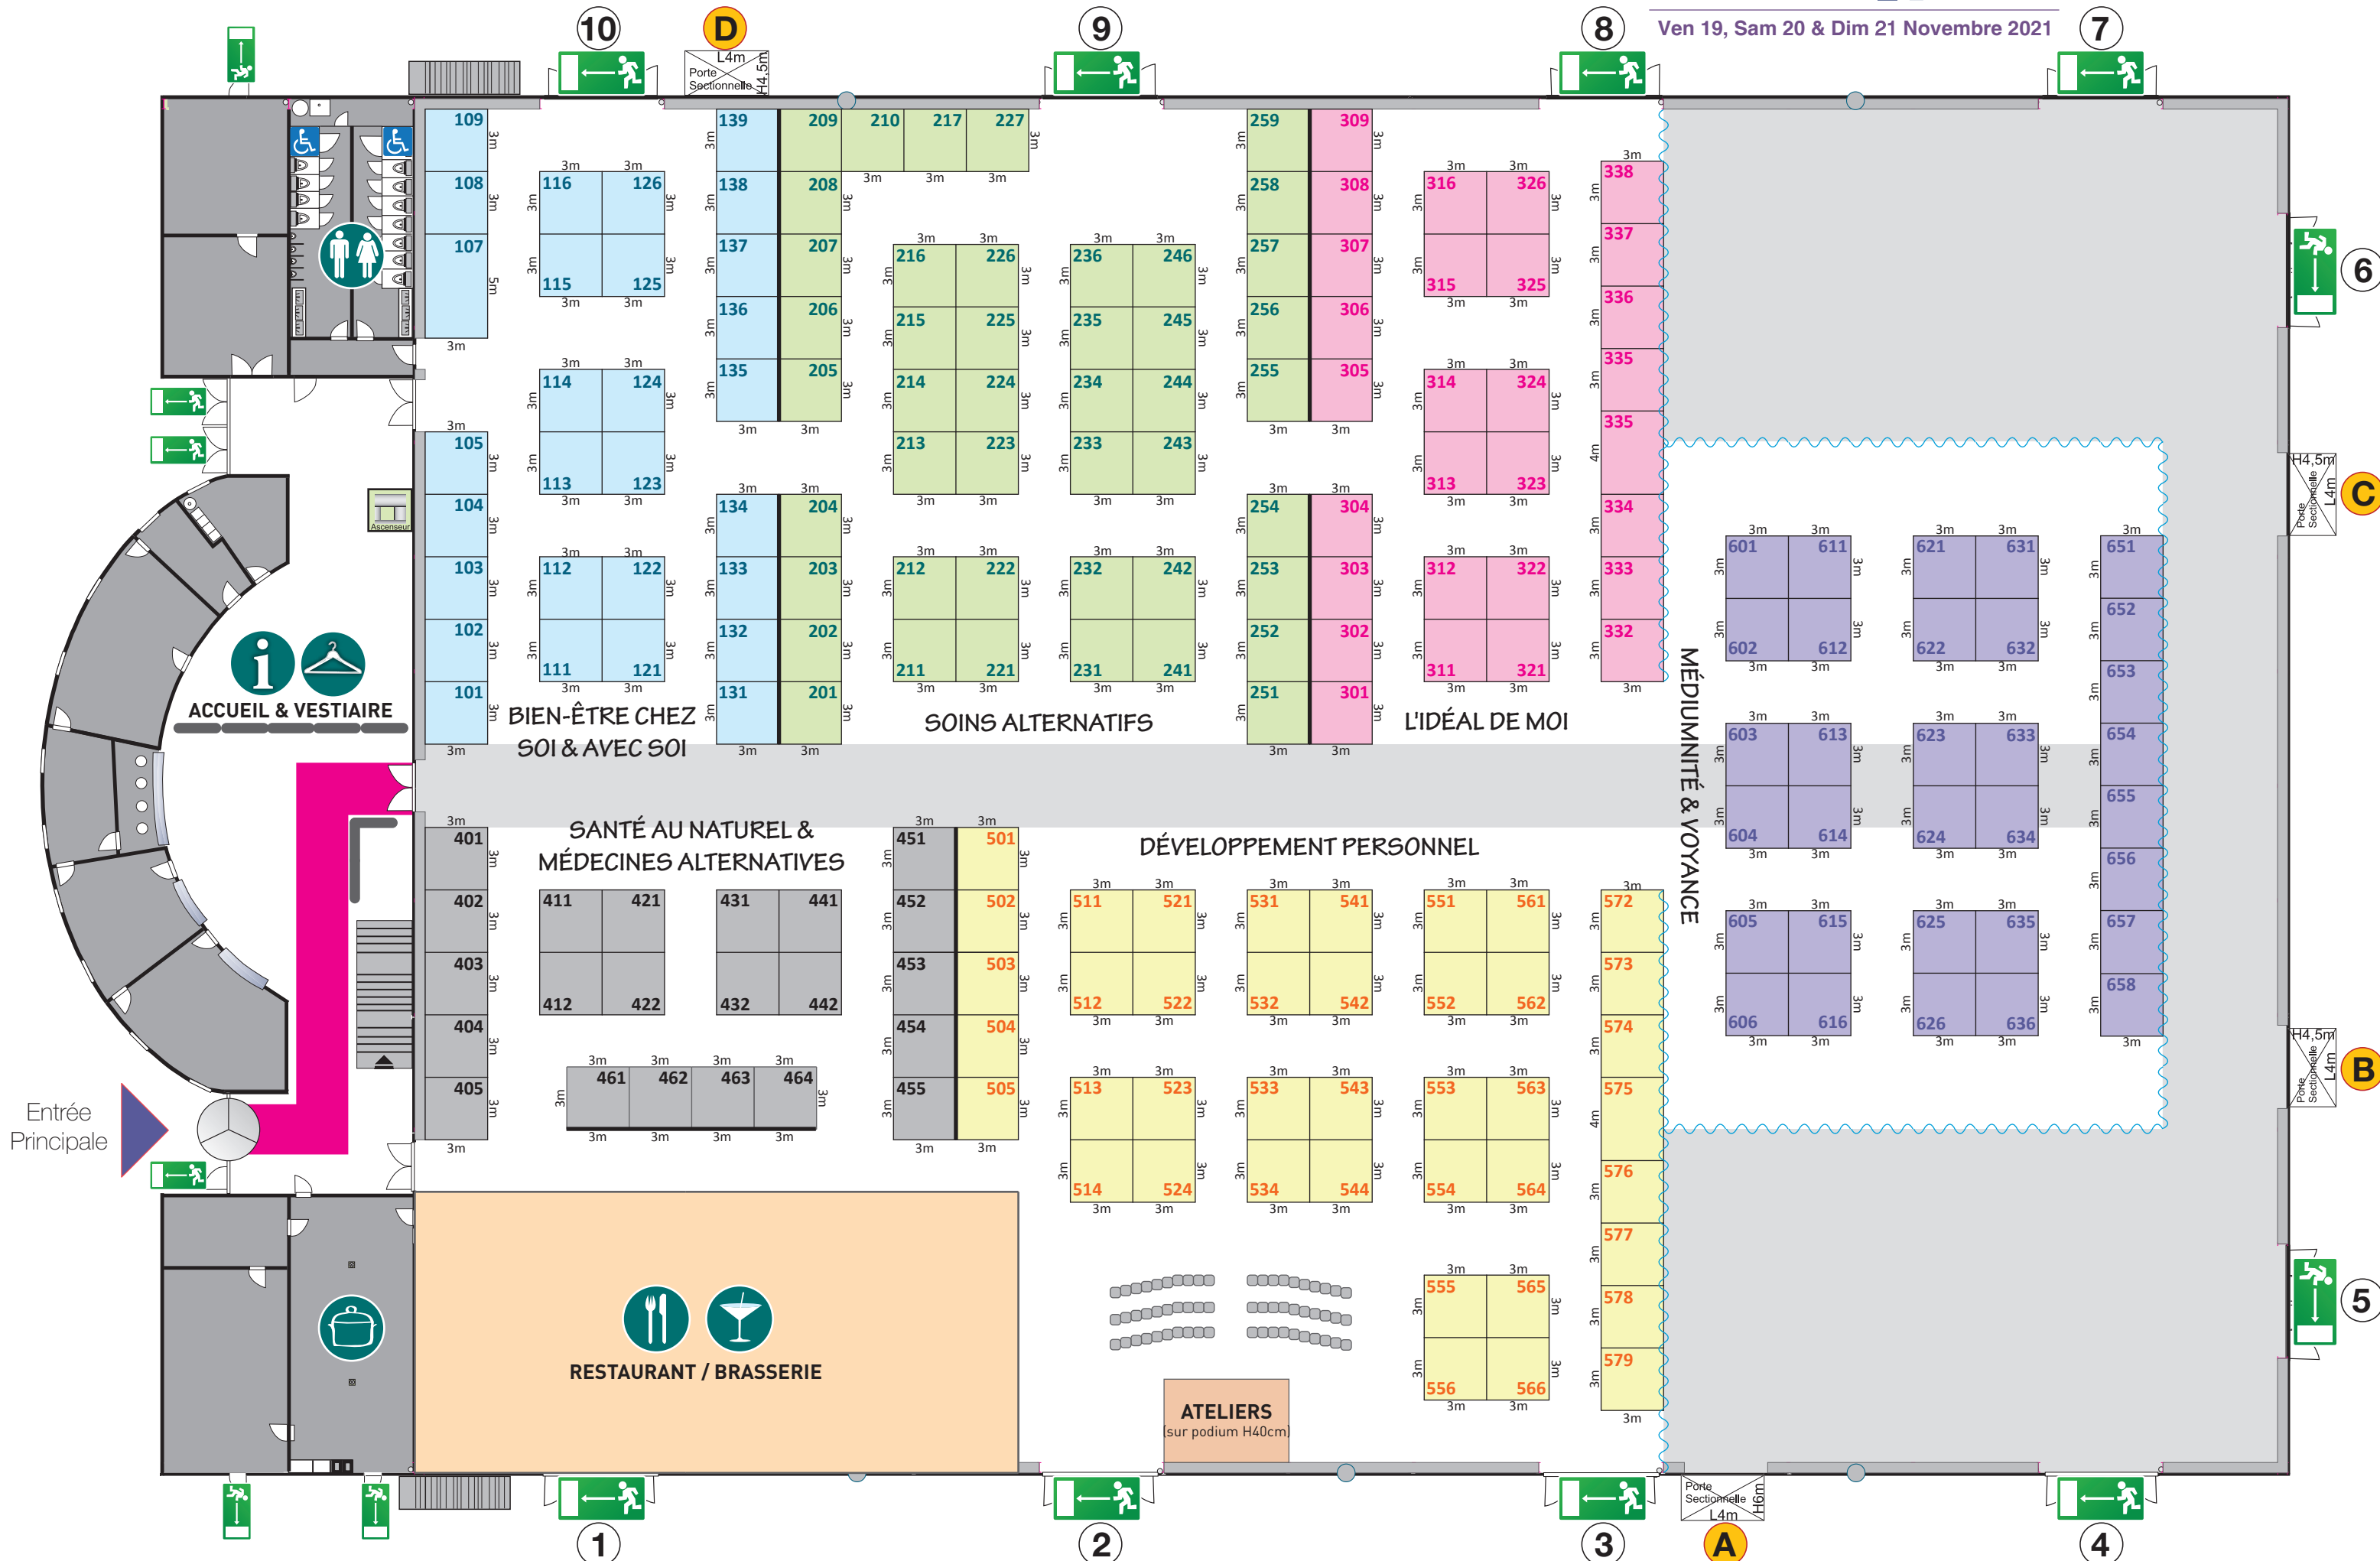 10 D 9 8 7
Ven 19, Sam 20 & Dim 21 Novembre 2021
L4m
Porte
Sectionnelle
H4,5m
109 139 209 210 217 227 259 309
338
108 116 126 138 208 258 308 316 326
337
107 137 207 257 307
216 226 236 246
6
115 125 136 206 256 306 315 325 336
215 225 235 245
135 205 255 305 335
114 124 214 224 234 244 314 324
335
105 113 123 213 223 233 243 313 323
H4,5m
Porte
Sectionnelle
L4m
C
104 134 204 254 304 334
Ascenseur
601 611 621 631 651
103 112 122 133 203 212 222 232 242 253 303 312 322 333
652
102 132 202 252 302 332
602 612 622 632
111 121 211 221 231 241 311 321
653
101 131 201 251 301
ACCUEIL & VESTIAIRE
BIEN-ÊTRE CHEZ
SOI & AVEC SOI
SOINS ALTERNATIFS
L'IDÉAL DE MOI
MÉDIUMNITÉ & VOYANCE
603 613 623 633 654
655
SANTÉ AU NATUREL &
MÉDECINES ALTERNATIVES
DÉVELOPPEMENT PERSONNEL
401 451 501
604 614 624 634
656
402 411 421 431 441 452 502 511 521 531 541 551 561 572
605 615 625 635 657
403 453 503 573
658
412 422 432 442 512 522 532 542 552 562
404 454 504 574
606 616 626 636
H4,5m
Porte
Sectionnelle
L4m
B
405 461 462 463 464 455 505 513 523 533 543 553 563 575
Entrée
Principale
576
514 524 534 544 554 564
577
555 565 578
5
RESTAURANT / BRASSERIE
579
556 566
ATELIERS
(sur podium H40cm)
Porte
Sectionnelle
H6m
L4m
1 2 3 A 4